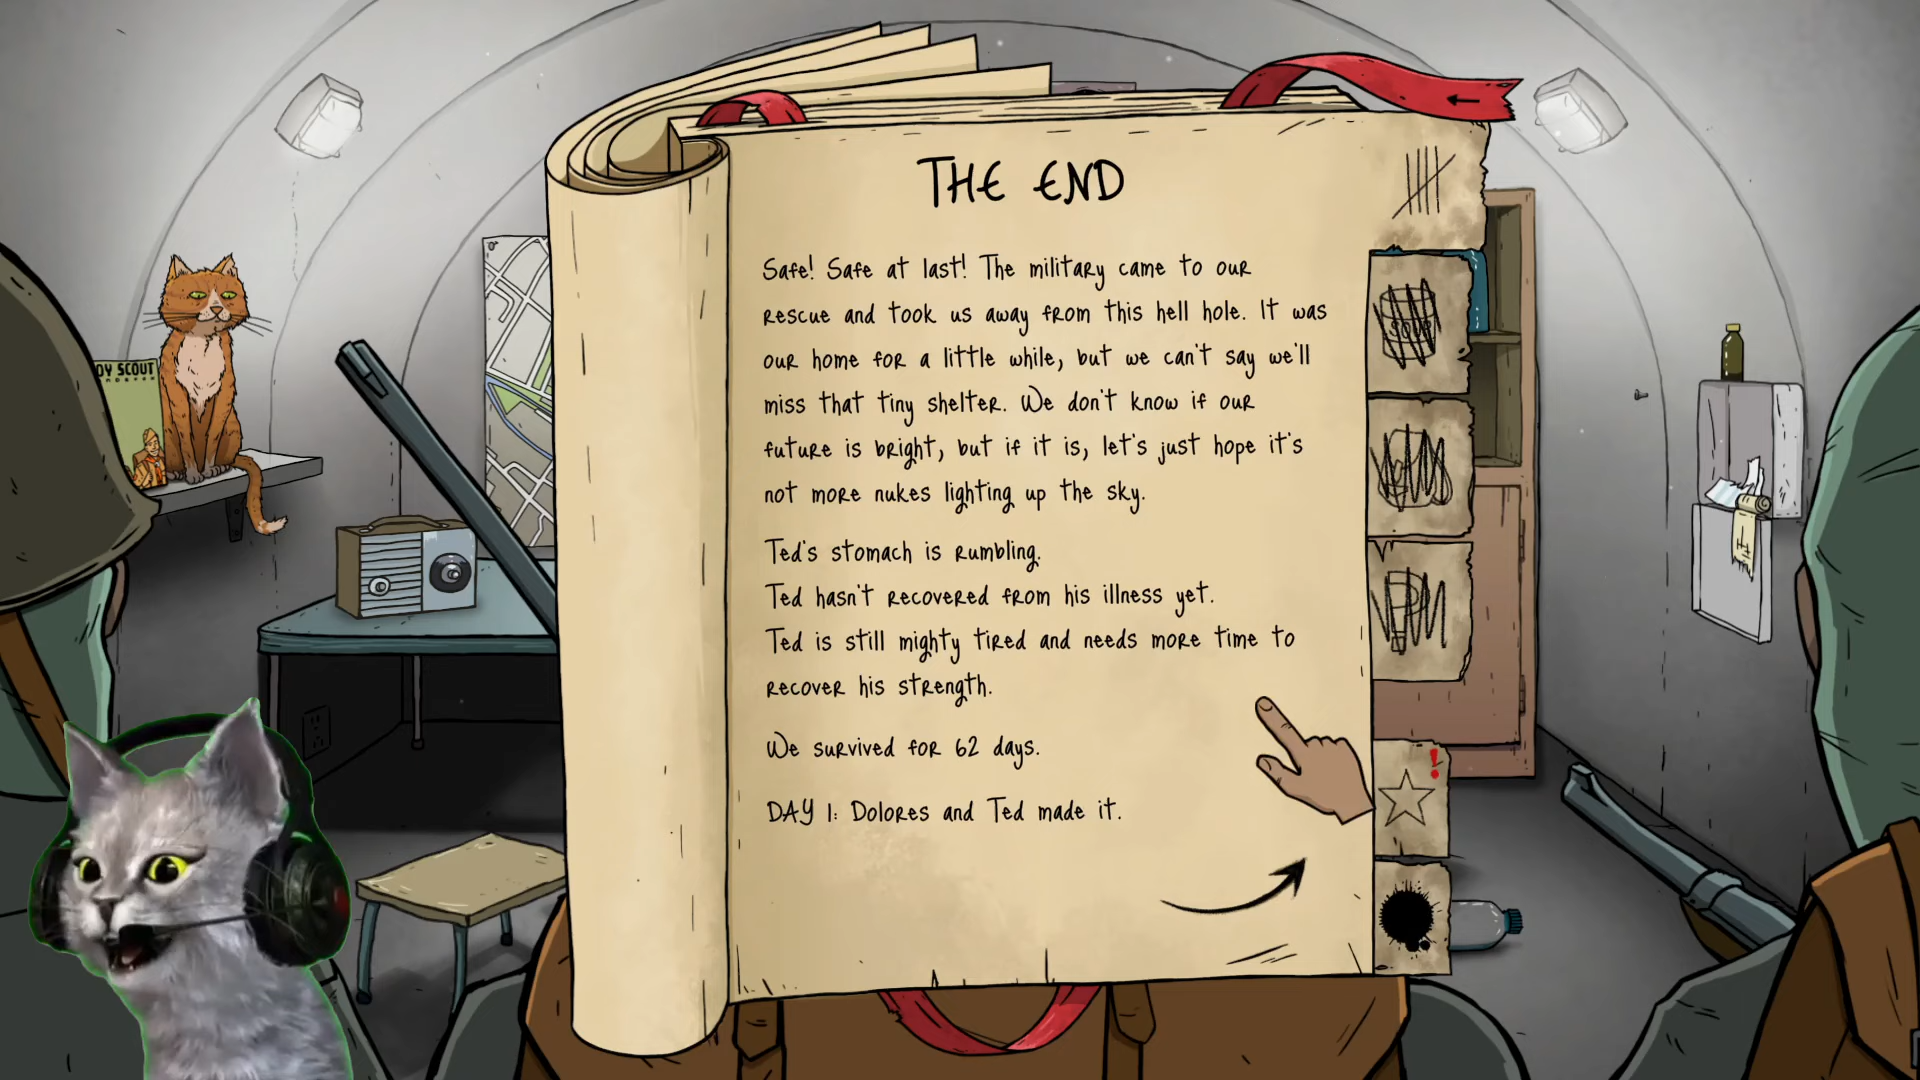 THE END
Safe! Safe at last! The military came to our
rescue and took us away from this hell hole. It was
our home for a little while, but we can't say we'll
miss that tiny shelter. We don't know if our
future is bright, but if it is, let's just hope it's
not more nukes lighting up the sky.
Ted's stomach is rumbling.
Ted hasn't recovered from his illness yet.
Ted is still mighty tired and needs more time to
recover his strength.
We survived for 62 days.
DAY 1: Dolores and Ted made it.
OY SCOUT
SOUP
!